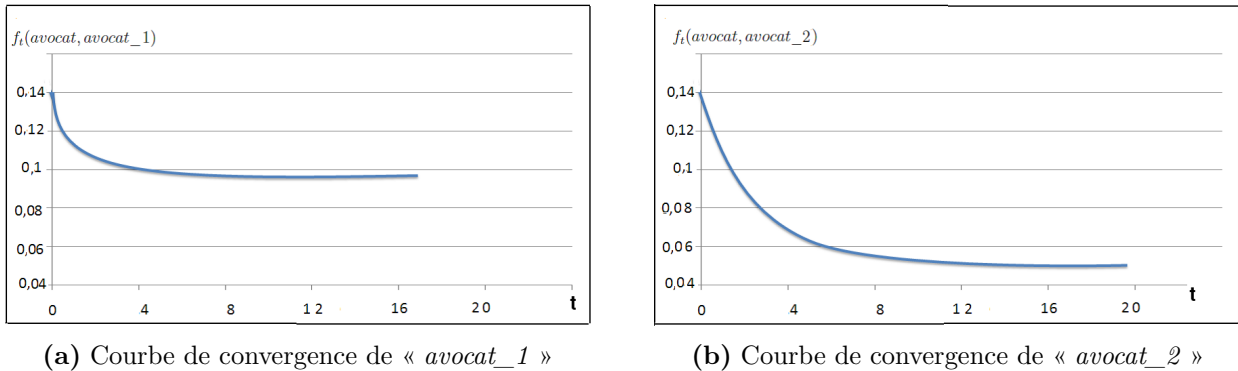 f_t(avocat, avocat_1)
0,14
0,12
0,1
0,08
0,06
0,04
0 4 8 12 16 20 t
(a) Courbe de convergence de « avocat_1 »
f_t(avocat, avocat_2)
0,14
0,12
0,1
0,08
0,06
0,04
0 4 8 12 16 20 t
(b) Courbe de convergence de « avocat_2 »